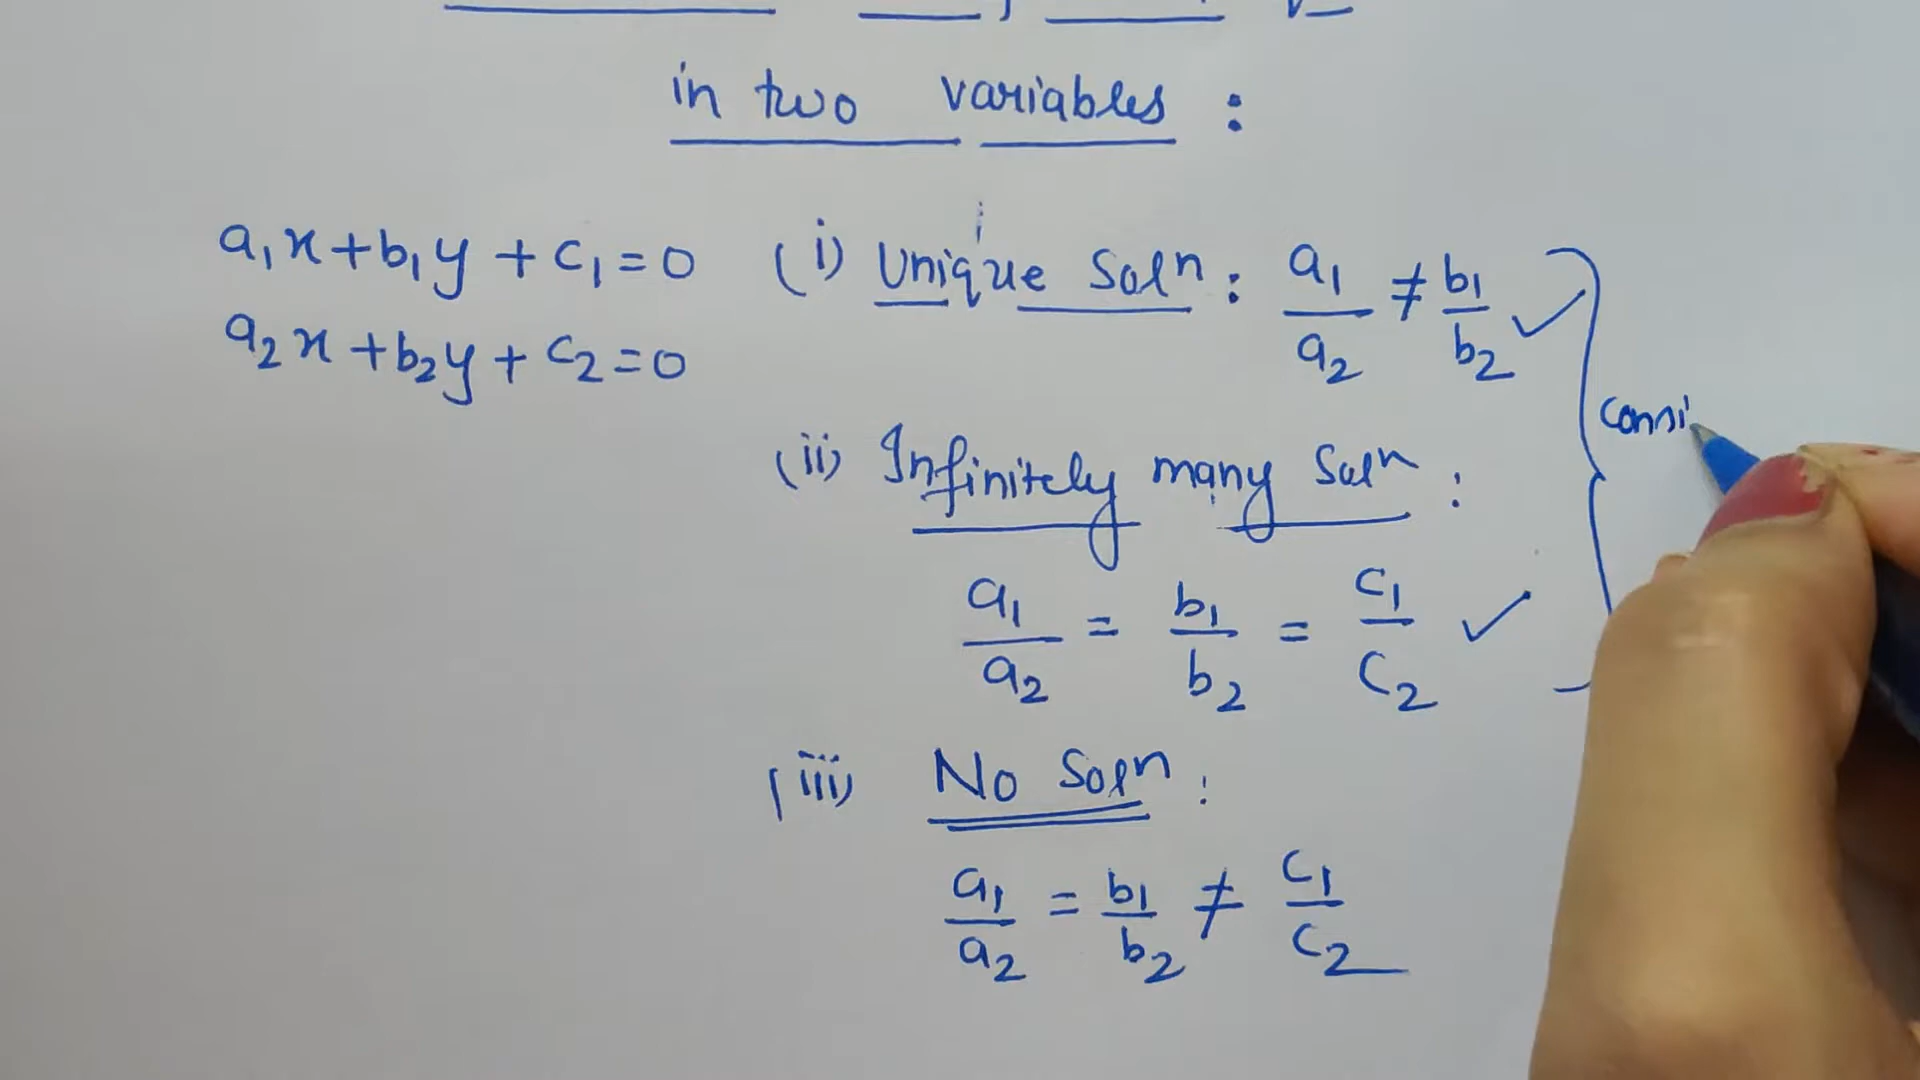 in two variables :
a₁x + b₁y + c₁ = 0
a₂x + b₂y + c₂ = 0
(i) Unique Solⁿ : a₁/a₂ ≠ b₁/b₂ ✓
Consi
(ii) Infinitely many Solⁿ :
a₁/a₂ = b₁/b₂ = c₁/c₂ ✓
(iii) No Solⁿ :
a₁/a₂ = b₁/b₂ ≠ c₁/c₂